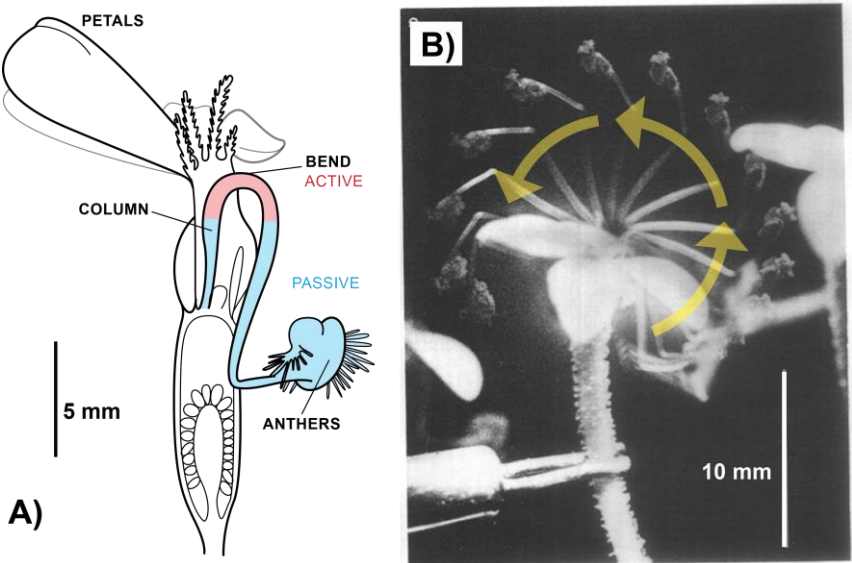 PETALS
BEND
ACTIVE
COLUMN
PASSIVE
5 mm
ANTHERS
A)
B)
10 mm